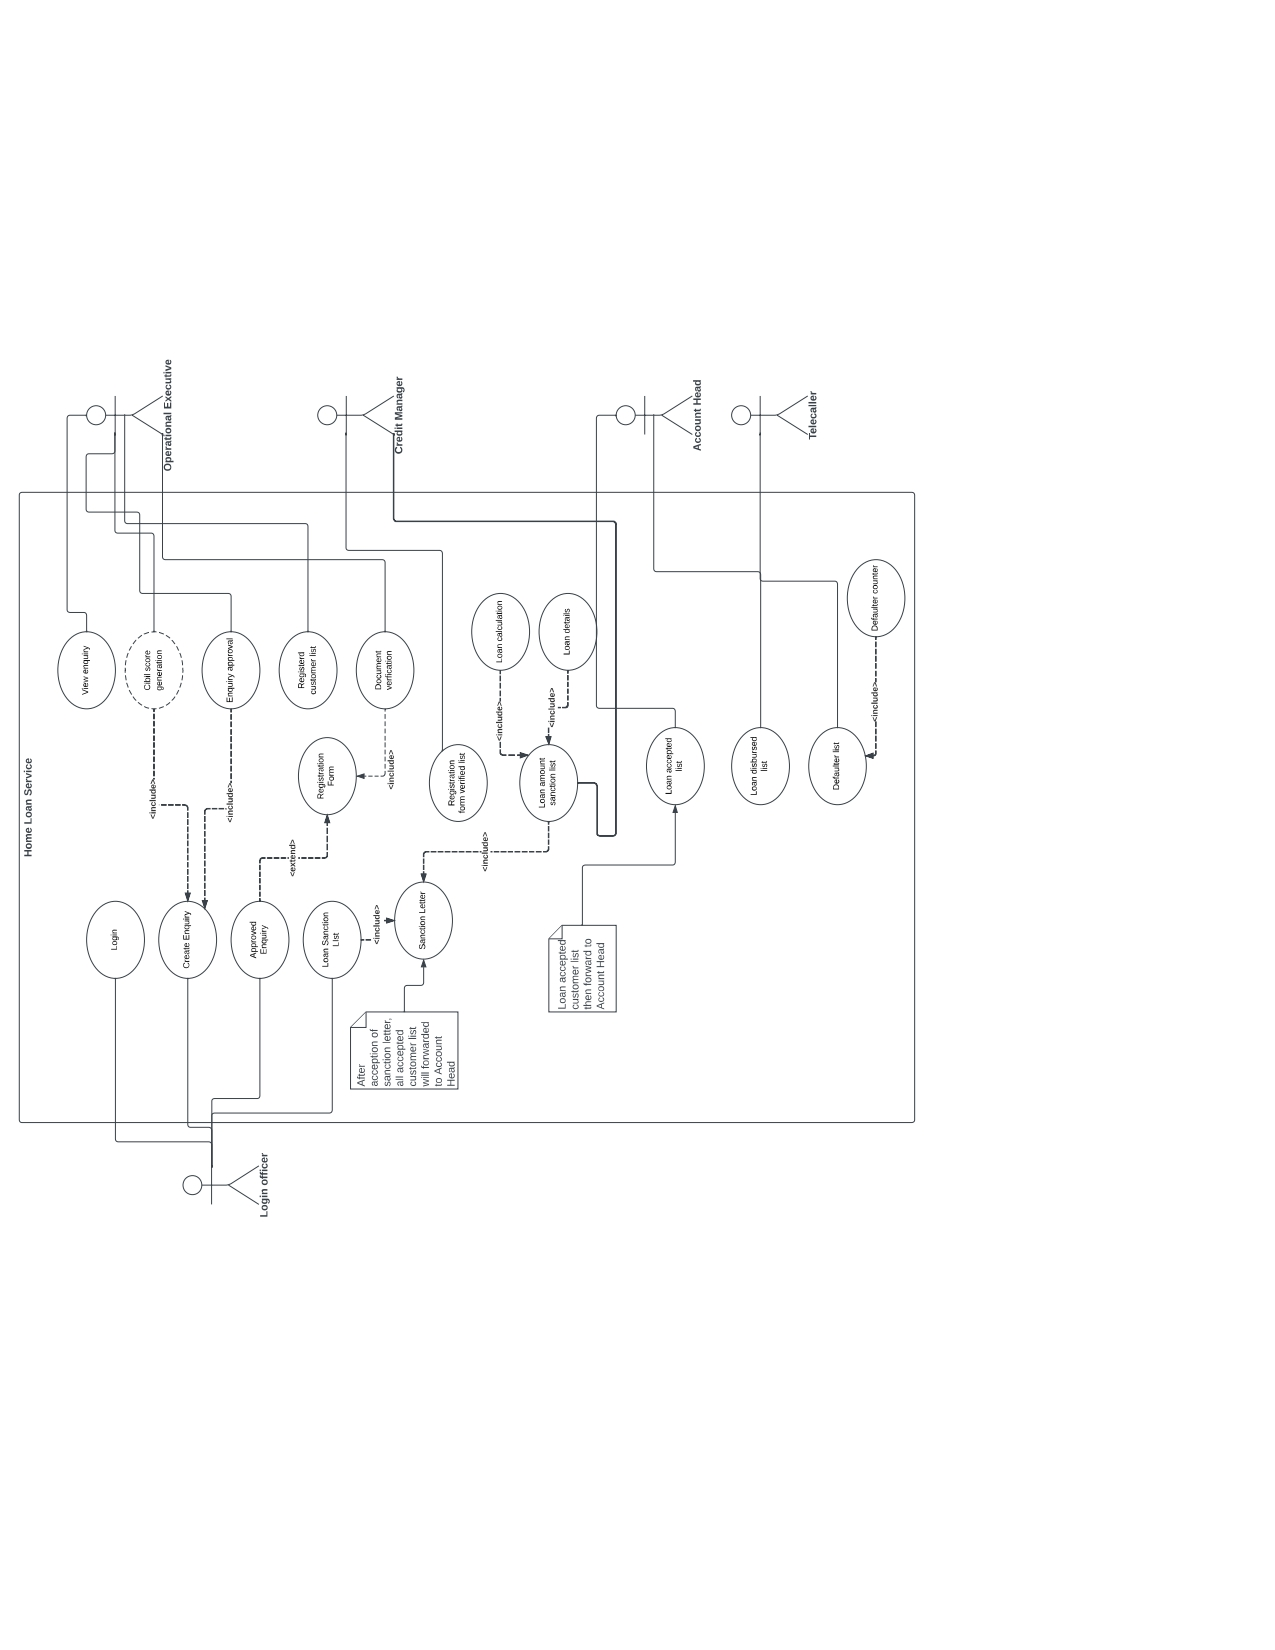 Home Loan Service
View enquiry
Login
Cibil score
generation
<include>
Operational Executive
Create Enquiry
Enquiry approval
<include>
Approved
Enquiry
Login officer
<extend>
Registerd
customer list
Registration
Form
Loan Sanction
LIst
<include>
Document
verfication
<include>
Credit Manager
After
acception of
sanction letter,
all accepted
customer list
will forwarded
to Account
Head
Sanction Letter
Registration
form verified list
<include>
Loan calculation
<include>
Loan amount
sanction list
<include>
Loan details
Loan accepted
customer list
then forward to
Account Head
Loan accepted
list
Account Head
Loan disbursed
list
Telecaller
Defaulter list
<include>
Defaulter counter